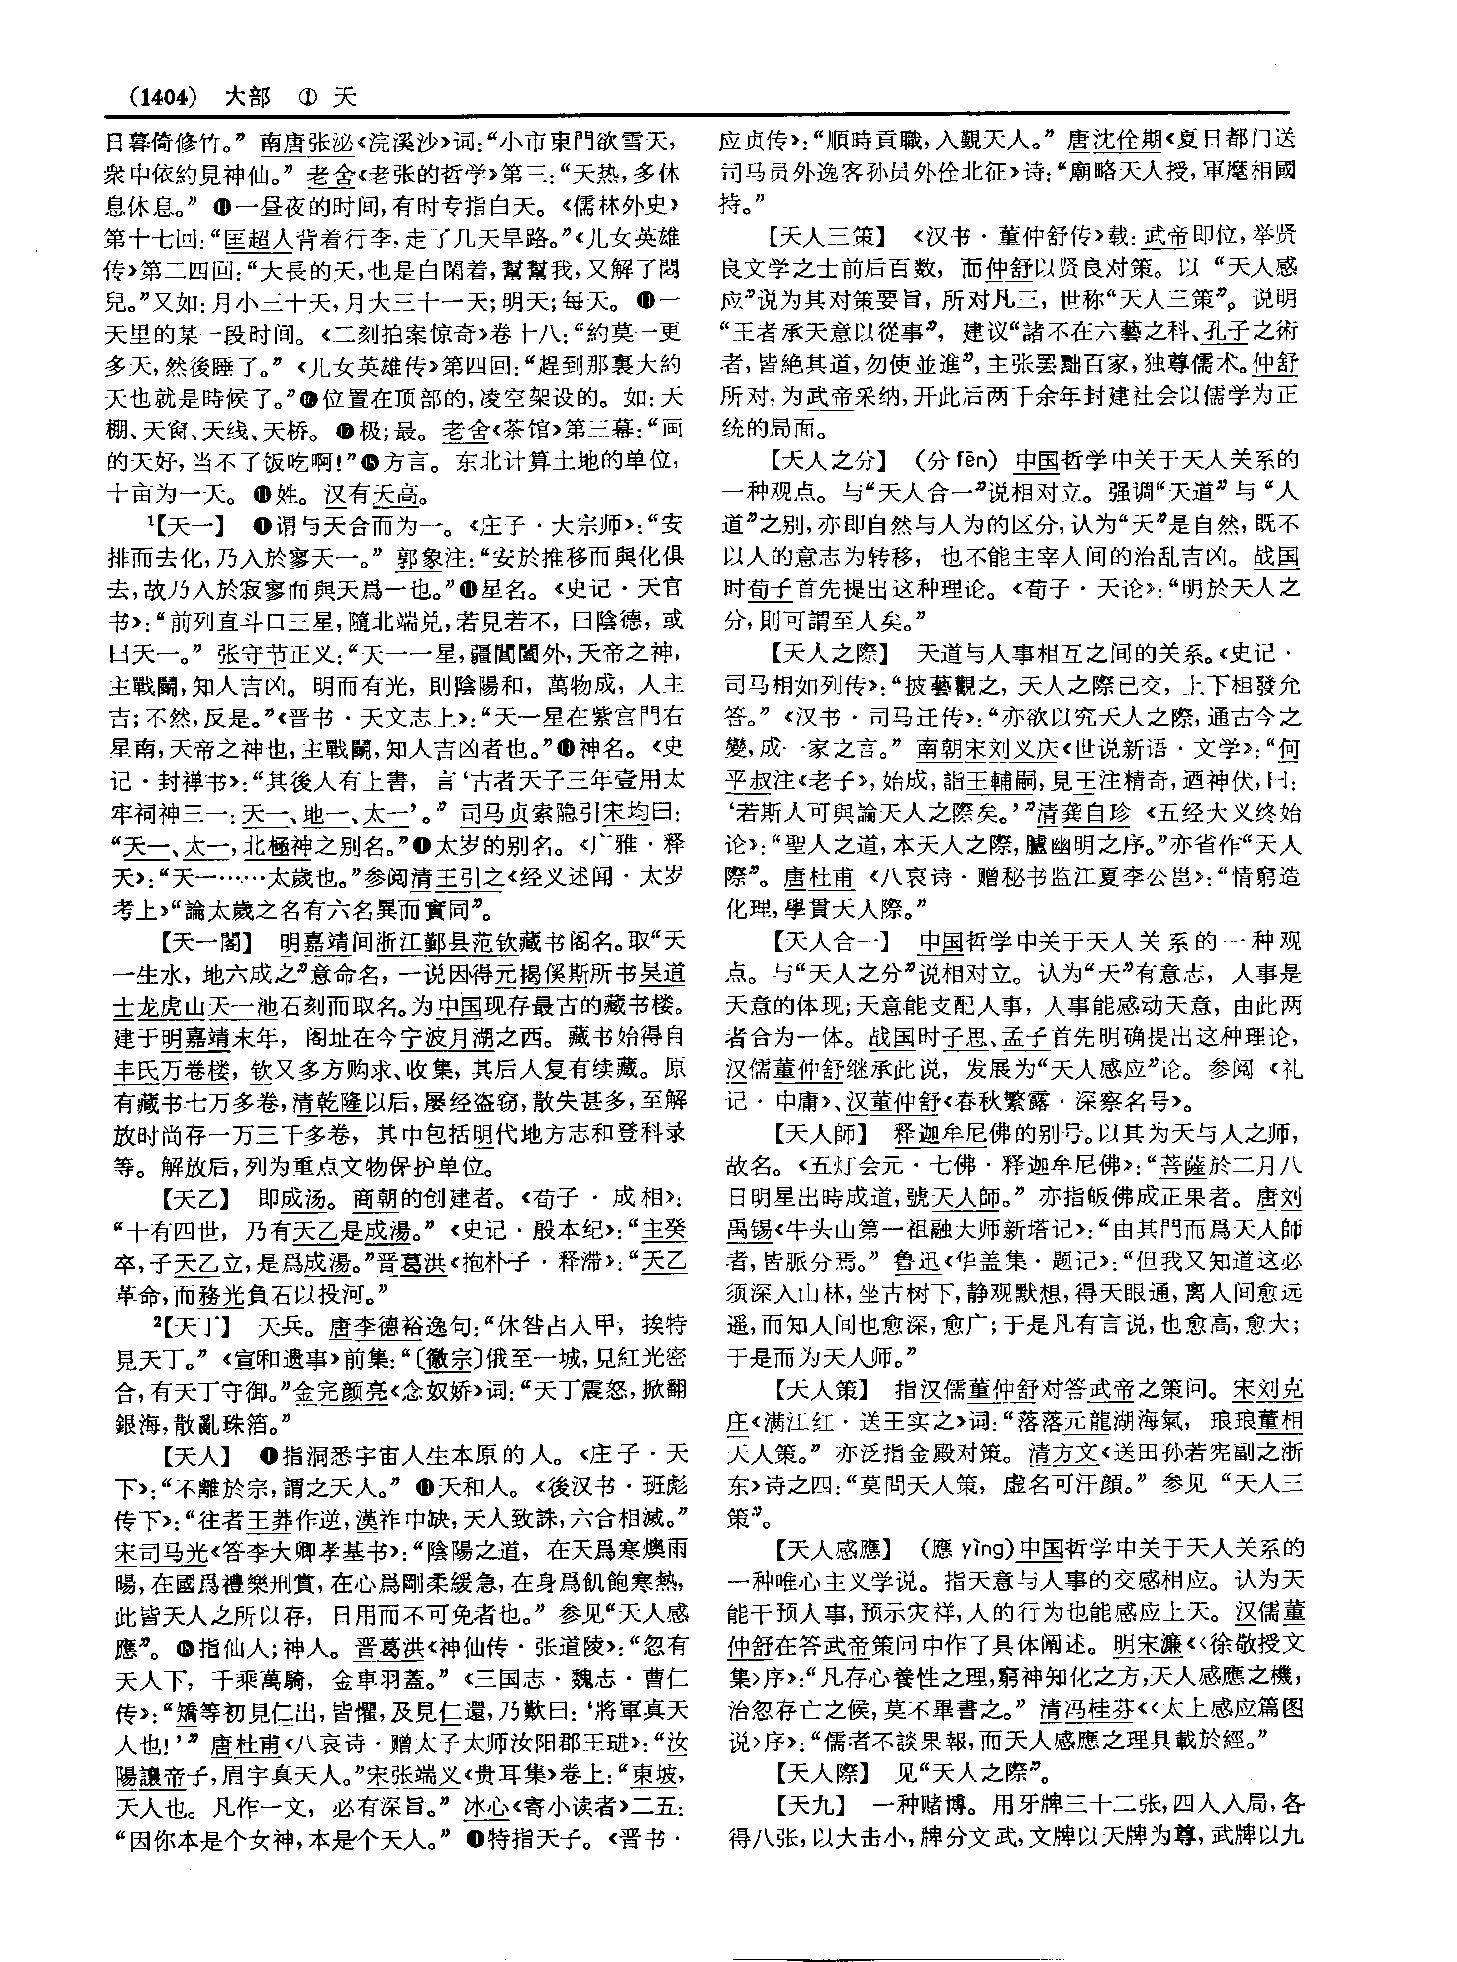 (1404) 大部 ① 天
日暮倚修竹。” 南唐张泌《浣溪沙》词：“小市東門欲雪天，
衆中依約見神仙。” 老舍《老张的哲学》第三：“天热，多休
息休息。” ⓫一昼夜的时间，有时专指白天。《儒林外史》
第十七回：“匡超人背着行李，走了几天旱路。”《儿女英雄
传》第二四回：“大長的天，也是白閑着，幫幫我，又解了悶
兒。”又如：月小三十天，月大三十一天；明天；每天。 一
天里的某一段时间。《二刻拍案惊奇》卷十八：“約莫一更
多天，然後睡了。” 《儿女英雄传》第四回：“趕到那裏大約
天也就是時候了。”位置在顶部的，凌空架设的。如：天
棚、天窗、天线、天桥。 极；最。 老舍《茶馆》第三幕：“画
的天好，当不了饭吃啊！”方言。东北计算土地的单位，
十亩为一天。 姓。汉有天高。
¹【天一】 ❶谓与天合而为一。《庄子·大宗师》：“安
排而去化，乃入於寥天一。” 郭象注：“安於推移而與化俱
去，故乃入於寂寥而與天爲一也。”星名。《史记·天官
书》：“前列直斗口三星，隨北端兑，若見若不，曰陰德，或
曰天一。” 张守节正义：“天一一星，疆閶闔外，天帝之神，
主戰鬭，知人吉凶。明而有光，則陰陽和，萬物成，人主
吉；不然，反是。”《晋书·天文志上》：“天一星在紫宫門右
星南，天帝之神也，主戰鬭，知人吉凶者也。”神名。《史
记·封禅书》：“其後人有上書，言‘古者天子三年壹用太
牢祠神三一：天一、地一、太一’。” 司马贞索隐引宋均曰：
“天一、太一，北極神之别名。”太岁的别名。《广雅·释
天》：“天一……太歲也。”参阅清王引之《经义述闻·太岁
考上》“論太歲之名有六名異而實同”。
【天一閣】 明嘉靖间浙江鄞县范钦藏书阁名。取“天
一生水，地六成之”意命名，一说因得元揭傒斯所书吴道
士龙虎山天一池石刻而取名。为中国现存最古的藏书楼。
建于明嘉靖末年，阁址在今宁波月湖之西。藏书始得自
丰氏万卷楼，钦又多方购求、收集，其后人复有续藏。原
有藏书七万多卷，清乾隆以后，屡经盗窃，散失甚多，至解
放时尚存一万三千多卷，其中包括明代地方志和登科录
等。解放后，列为重点文物保护单位。
【天乙】 即成汤。商朝的创建者。《荀子·成相》：
“十有四世，乃有天乙是成湯。” 《史记·殷本纪》：“主癸
卒，子天乙立，是爲成湯。”晋葛洪《抱朴子·释滞》：“天乙
革命，而務光負石以投河。”
²【天丁】 天兵。唐李德裕逸句：“休咎占人甲，挨特
見天丁。” 《宣和遗事》前集：“〔徽宗〕俄至一城，見紅光密
合，有天丁守御。”金完颜亮《念奴娇》词：“天丁震怒，掀翻
銀海，散亂珠箔。”
【天人】 ❶指洞悉宇宙人生本原的人。《庄子·天
下》：“不離於宗，謂之天人。” 天和人。《後汉书·班彪
传下》：“往者王莽作逆，漢祚中缺，天人致誅，六合相滅。”
宋司马光《答李大卿孝基书》：“陰陽之道，在天爲寒燠雨
暘，在國爲禮樂刑賞，在心爲剛柔緩急，在身爲飢飽寒熱，
此皆天人之所以存，日用而不可免者也。” 参见“天人感
應”。指仙人；神人。晋葛洪《神仙传·张道陵》：“忽有
天人下，千乘萬騎，金車羽蓋。” 《三国志·魏志·曹仁
传》：“矯等初見仁出，皆懼，及見仁還，乃歎曰：‘將軍真天
人也！’” 唐杜甫《八哀诗·赠太子太师汝阳郡王琎》：“汝
陽讓帝子，眉宇真天人。”宋张端义《贵耳集》卷上：“東坡，
天人也。凡作一文，必有深旨。” 冰心《寄小读者》二五：
“因你本是个女神，本是个天人。” 特指天子。《晋书·
应贞传》：“順時貢職，入覲天人。” 唐沈佺期《夏日都门送
司马员外逸客孙员外佺北征》诗：“廟略天人授，軍麾相國
持。”
【天人三策】 《汉书·董仲舒传》载：武帝即位，举贤
良文学之士前后百数，而仲舒以贤良对策。以“天人感
应”说为其对策要旨，所对凡三，世称“天人三策”。说明
“王者承天意以從事”，建议“諸不在六藝之科、孔子之術
者，皆絶其道，勿使並進”，主张罢黜百家，独尊儒术。仲舒
所对，为武帝采纳，开此后两千余年封建社会以儒学为正
统的局面。
【天人之分】 （分 fēn）中国哲学中关于天人关系的
一种观点。与“天人合一”说相对立。强调“天道”与“人
道”之别，亦即自然与人为的区分，认为“天”是自然，既不
以人的意志为转移，也不能主宰人间的治乱吉凶。战国
时荀子首先提出这种理论。《荀子·天论》：“明於天人之
分，則可謂至人矣。”
【天人之際】 天道与人事相互之间的关系。《史记·
司马相如列传》：“披藝觀之，天人之際已交，上下相發允
答。” 《汉书·司马迁传》：“亦欲以究天人之際，通古今之
變，成一家之言。” 南朝宋刘义庆《世说新语·文学》：“何
平叔注《老子》，始成，詣王輔嗣，見王注精奇，迺神伏，曰：
‘若斯人可與論天人之際矣。’”清龚自珍《五经大义终始
论》：“聖人之道，本天人之際，臚幽明之序。”亦省作“天人
際”。唐杜甫《八哀诗·赠秘书监江夏李公邕》：“情窮造
化理，學貫天人際。”
【天人合一】 中国哲学中关于天人关系的一种观
点。与“天人之分”说相对立。认为“天”有意志，人事是
天意的体现；天意能支配人事，人事能感动天意，由此两
者合为一体。战国时子思、孟子首先明确提出这种理论，
汉儒董仲舒继承此说，发展为“天人感应”论。参阅《礼
记·中庸》、汉董仲舒《春秋繁露·深察名号》。
【天人師】 释迦牟尼佛的别号。以其为天与人之师，
故名。《五灯会元·七佛·释迦牟尼佛》：“菩薩於二月八
日明星出時成道，號天人師。” 亦指皈佛成正果者。唐刘
禹锡《牛头山第一祖融大师新塔记》：“由其門而爲天人師
者，皆脈分焉。” 鲁迅《华盖集·题记》：“但我又知道这必
须深入山林，坐古树下，静观默想，得天眼通，离人间愈远
遥，而知人间也愈深，愈广；于是凡有言说，也愈高，愈大；
于是而为天人师。”
【天人策】 指汉儒董仲舒对答武帝之策问。宋刘克
庄《满江红·送王实之》词：“落落元龍湖海氣，琅琅董相
天人策。” 亦泛指金殿对策。清方文《送田孙若宪副之浙
东》诗之四：“莫問天人策，虚名可汗顔。” 参见“天人三
策”。
【天人感應】 （應 yìng）中国哲学中关于天人关系的
一种唯心主义学说。指天意与人事的交感相应。认为天
能干预人事，预示灾祥，人的行为也能感应上天。汉儒董
仲舒在答武帝策问中作了具体阐述。明宋濂《〈徐敬授文
集〉序》：“凡存心養性之理，窮神知化之方，天人感應之機，
治忽存亡之候，莫不畢書之。” 清冯桂芬《〈太上感应篇图
说〉序》：“儒者不談果報，而天人感應之理具載於經。”
【天人際】 见“天人之際”。
【天九】 一种赌博。用牙牌三十二张，四人入局，各
得八张，以大击小，牌分文武，文牌以天牌为尊，武牌以九